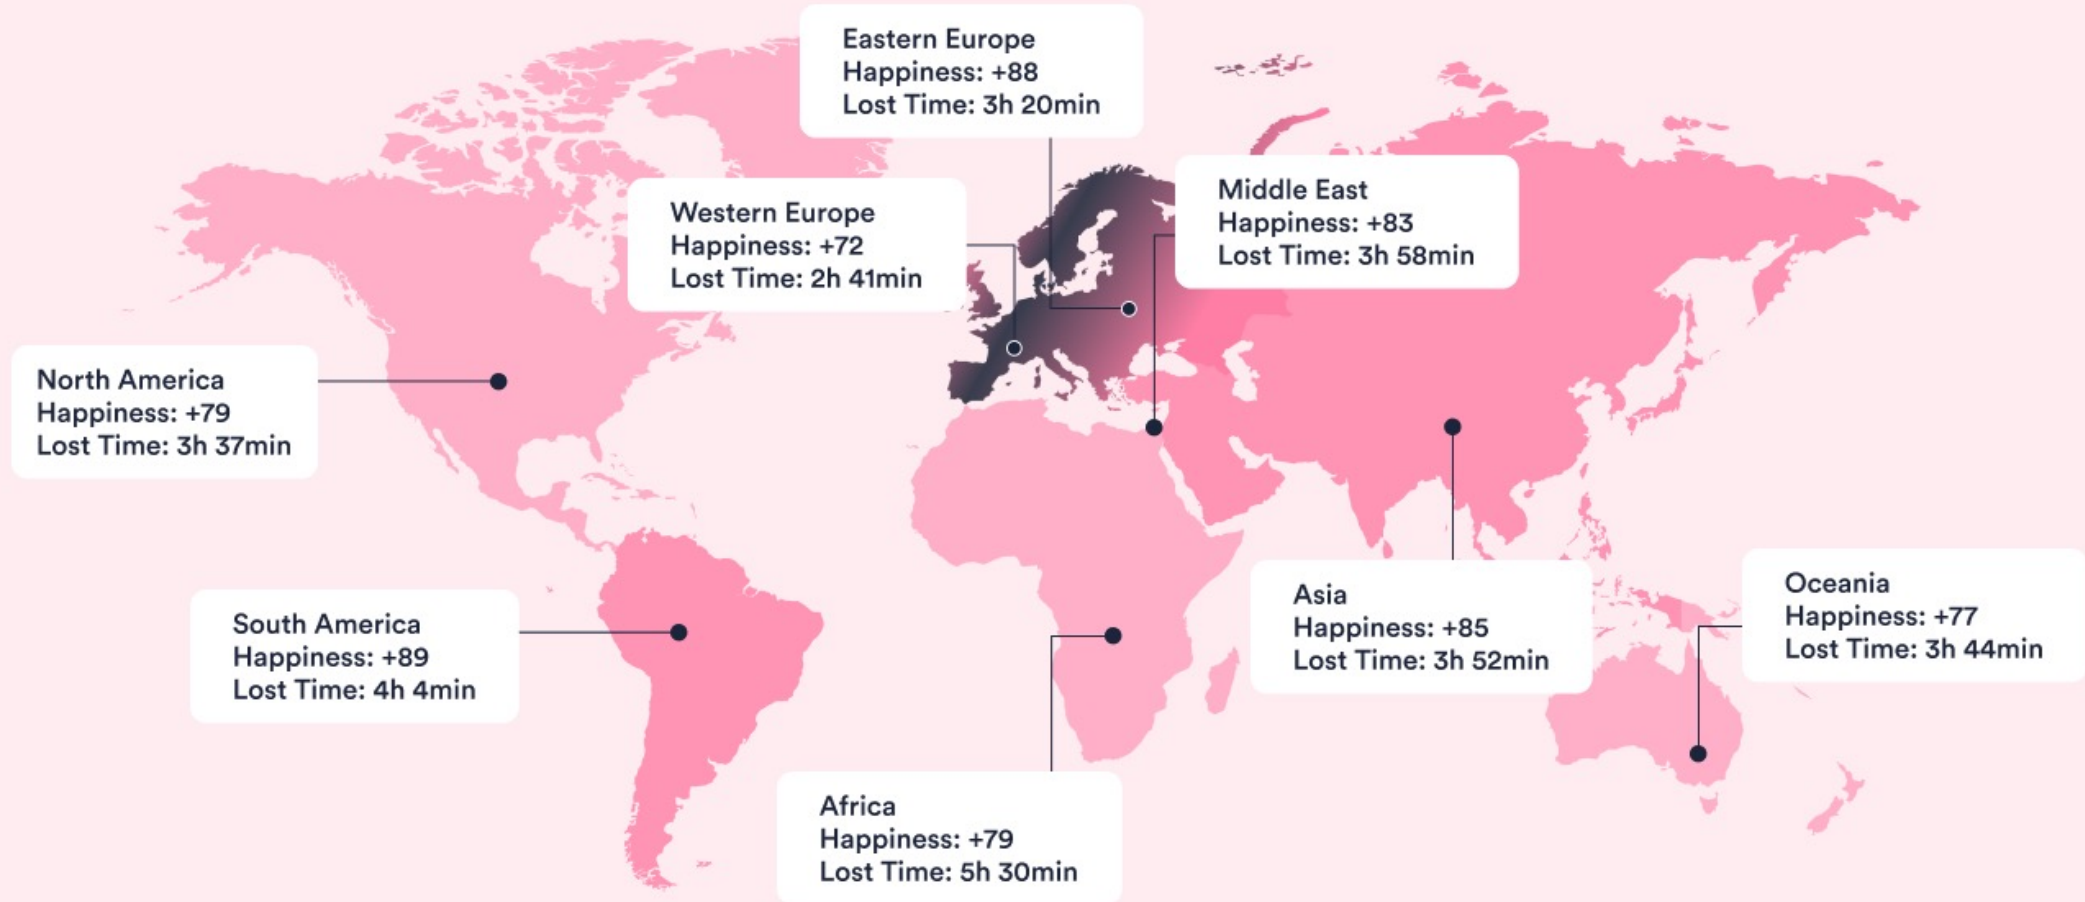 Eastern Europe
Happiness: +88
Lost Time: 3h 20min
Western Europe
Happiness: +72
Lost Time: 2h 41min
Middle East
Happiness: +83
Lost Time: 3h 58min
North America
Happiness: +79
Lost Time: 3h 37min
South America
Happiness: +89
Lost Time: 4h 4min
Asia
Happiness: +85
Lost Time: 3h 52min
Oceania
Happiness: +77
Lost Time: 3h 44min
Africa
Happiness: +79
Lost Time: 5h 30min